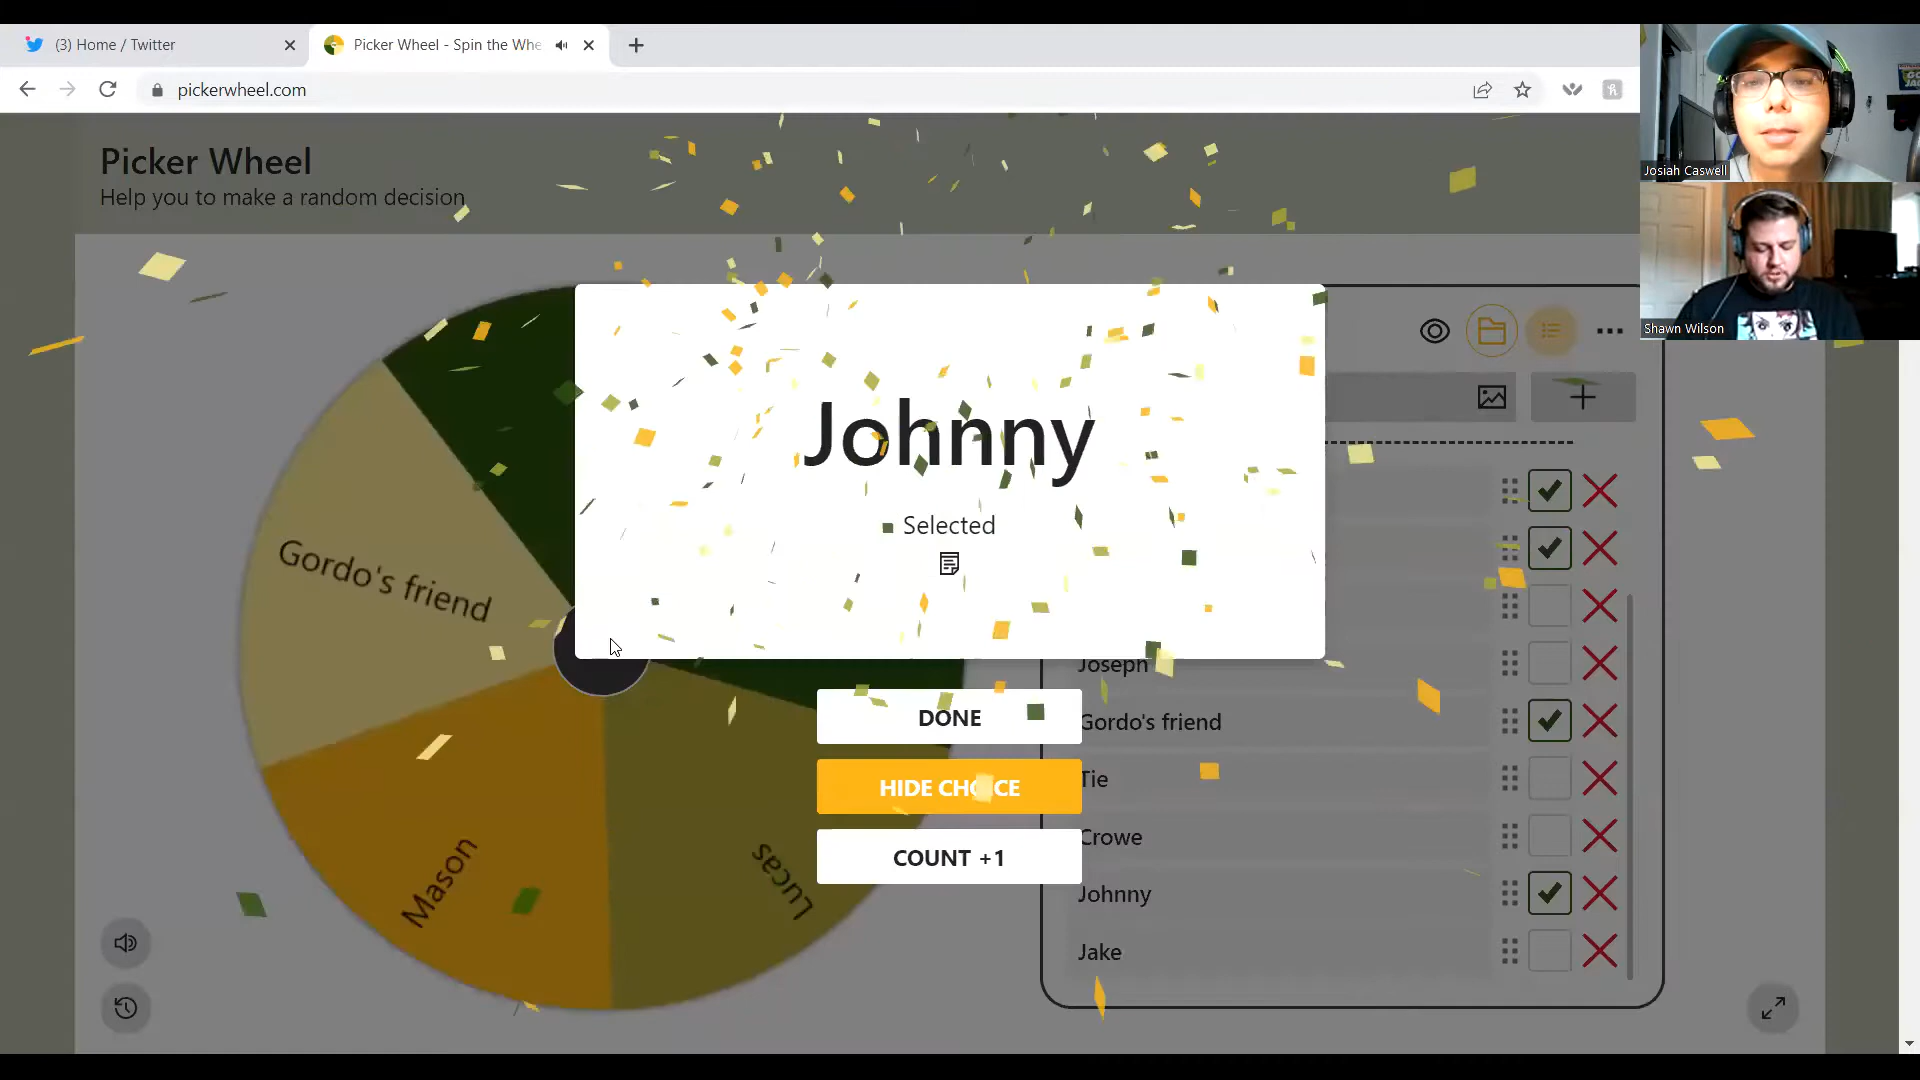 (3) Home / Twitter
Picker Wheel - Spin the Whe
pickerwheel.com
Picker Wheel
Help you to make a random decision
Josiah Caswell
Shawn Wilson
Johnny
Selected
Gordo's friend
Mason
Lucas
DONE
HIDE CHOICE
COUNT +1
Joseph
Gordo's friend
Tie
Crowe
Johnny
Jake